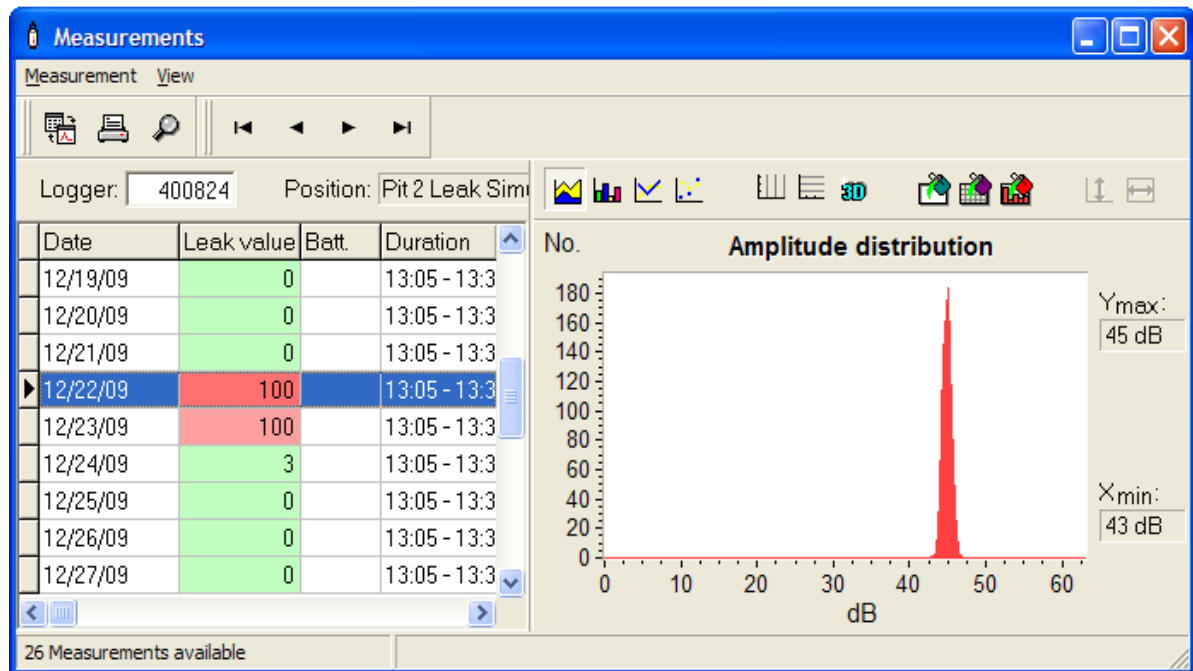 Measurements
Measurement View
Logger: 400824 Position: Pit 2 Leak Sim
3D
Date Leak value Batt. Duration
12/19/09 0 13:05 - 13:3
12/20/09 0 13:05 - 13:3
12/21/09 0 13:05 - 13:3
12/22/09 100 13:05 - 13:3
12/23/09 100 13:05 - 13:3
12/24/09 3 13:05 - 13:3
12/25/09 0 13:05 - 13:3
12/26/09 0 13:05 - 13:3
12/27/09 0 13:05 - 13:3
No. Amplitude distribution
180
160
140
120
100
80
60
40
20
0
0 10 20 30 40 50 60
dB
Ymax:
45 dB
Xmin:
43 dB
26 Measurements available